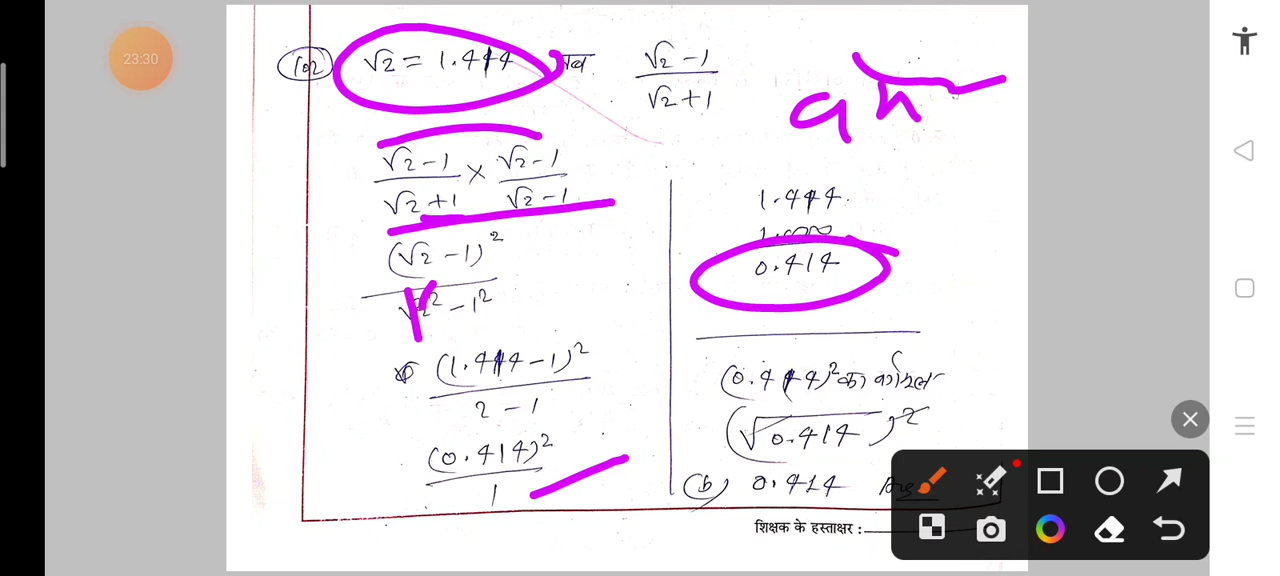 23:30
102 √2 = 1.414 तब (√2 - 1)/(√2 + 1)
(√2 - 1)/(√2 + 1) × (√2 - 1)/(√2 - 1)
(√2 - 1)²/(√2² - 1²)
(1.414 - 1)²/(2 - 1)
(0.414)²/1
1.414
1.000
0.414
(0.414)² का
(√0.414)²
(b) 0.414 Ans
शिक्षक के हस्ताक्षर :